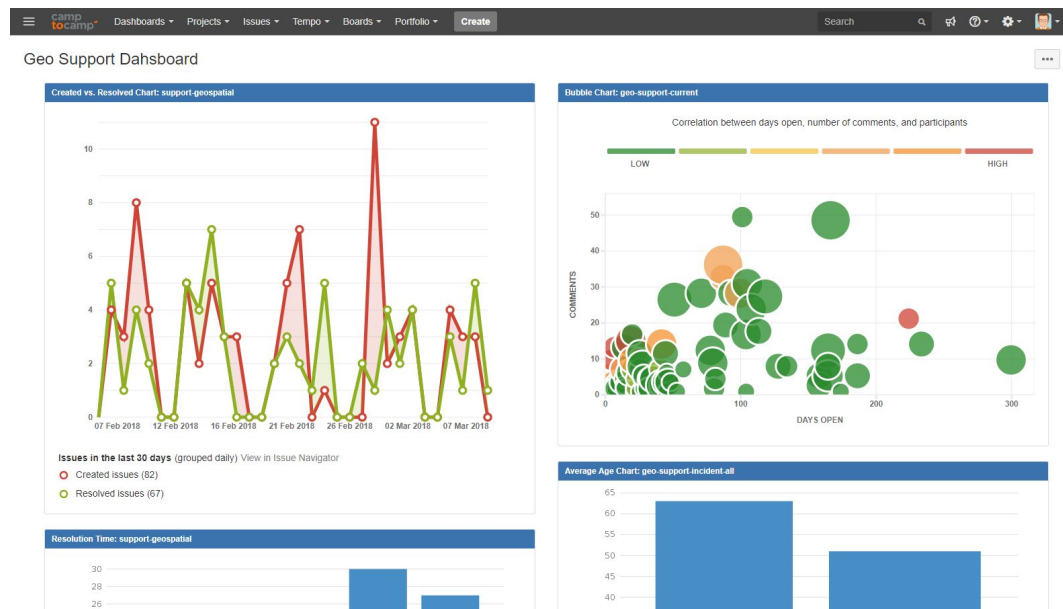 camp
tocamp
Dashboards Projects Issues Tempo Boards Portfolio Create Search
Geo Support Dahsboard
Created vs. Resolved Chart: support-geospatial
10
8
6
4
2
0
07 Feb 2018 12 Feb 2018 16 Feb 2018 21 Feb 2018 26 Feb 2018 02 Mar 2018 07 Mar 2018
Issues in the last 30 days (grouped daily) View in Issue Navigator
Created issues (82)
Resolved issues (67)
Resolution Time: support-geospatial
30
28
26
Bubble Chart: geo-support-current
Correlation between days open, number of comments, and participants
LOW HIGH
COMMENTS
50
40
30
20
10
0
0 100 200 300
DAYS OPEN
Average Age Chart: geo-support-incident-all
65
60
55
50
45
40